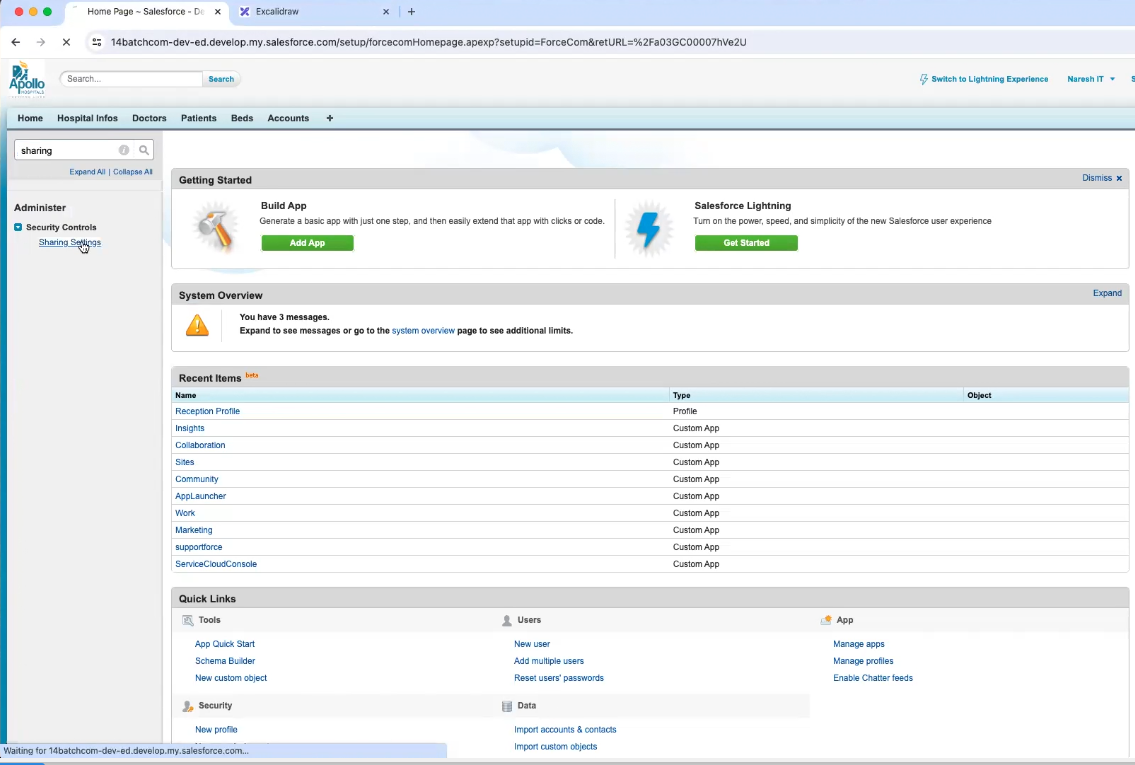 Home Page ~ Salesforce - De
Excalidraw
14batchcom-dev-ed.develop.my.salesforce.com/setup/forcecomHomepage.apexp?setupid=ForceCom&retURL=%2Fa03GC00007hVe2U
Apollo
HOSPITALS
Search...
Search
Switch to Lightning Experience
Naresh IT
S
Home
Hospital Infos
Doctors
Patients
Beds
Accounts
+
sharing
Expand All | Collapse All
Administer
Security Controls
Sharing Settings
Getting Started
Dismiss
Build App
Generate a basic app with just one step, and then easily extend that app with clicks or code.
Add App
Salesforce Lightning
Turn on the power, speed, and simplicity of the new Salesforce user experience
Get Started
System Overview
Expand
You have 3 messages.
Expand to see messages or go to the system overview page to see additional limits.
Recent Items beta
Name Type Object
Reception Profile Profile
Insights Custom App
Collaboration Custom App
Sites Custom App
Community Custom App
AppLauncher Custom App
Work Custom App
Marketing Custom App
supportforce Custom App
ServiceCloudConsole Custom App
Quick Links
Tools
App Quick Start
Schema Builder
New custom object
Users
New user
Add multiple users
Reset users' passwords
App
Manage apps
Manage profiles
Enable Chatter feeds
Security
New profile
Data
Import accounts & contacts
Import custom objects
Waiting for 14batchcom-dev-ed.develop.my.salesforce.com...